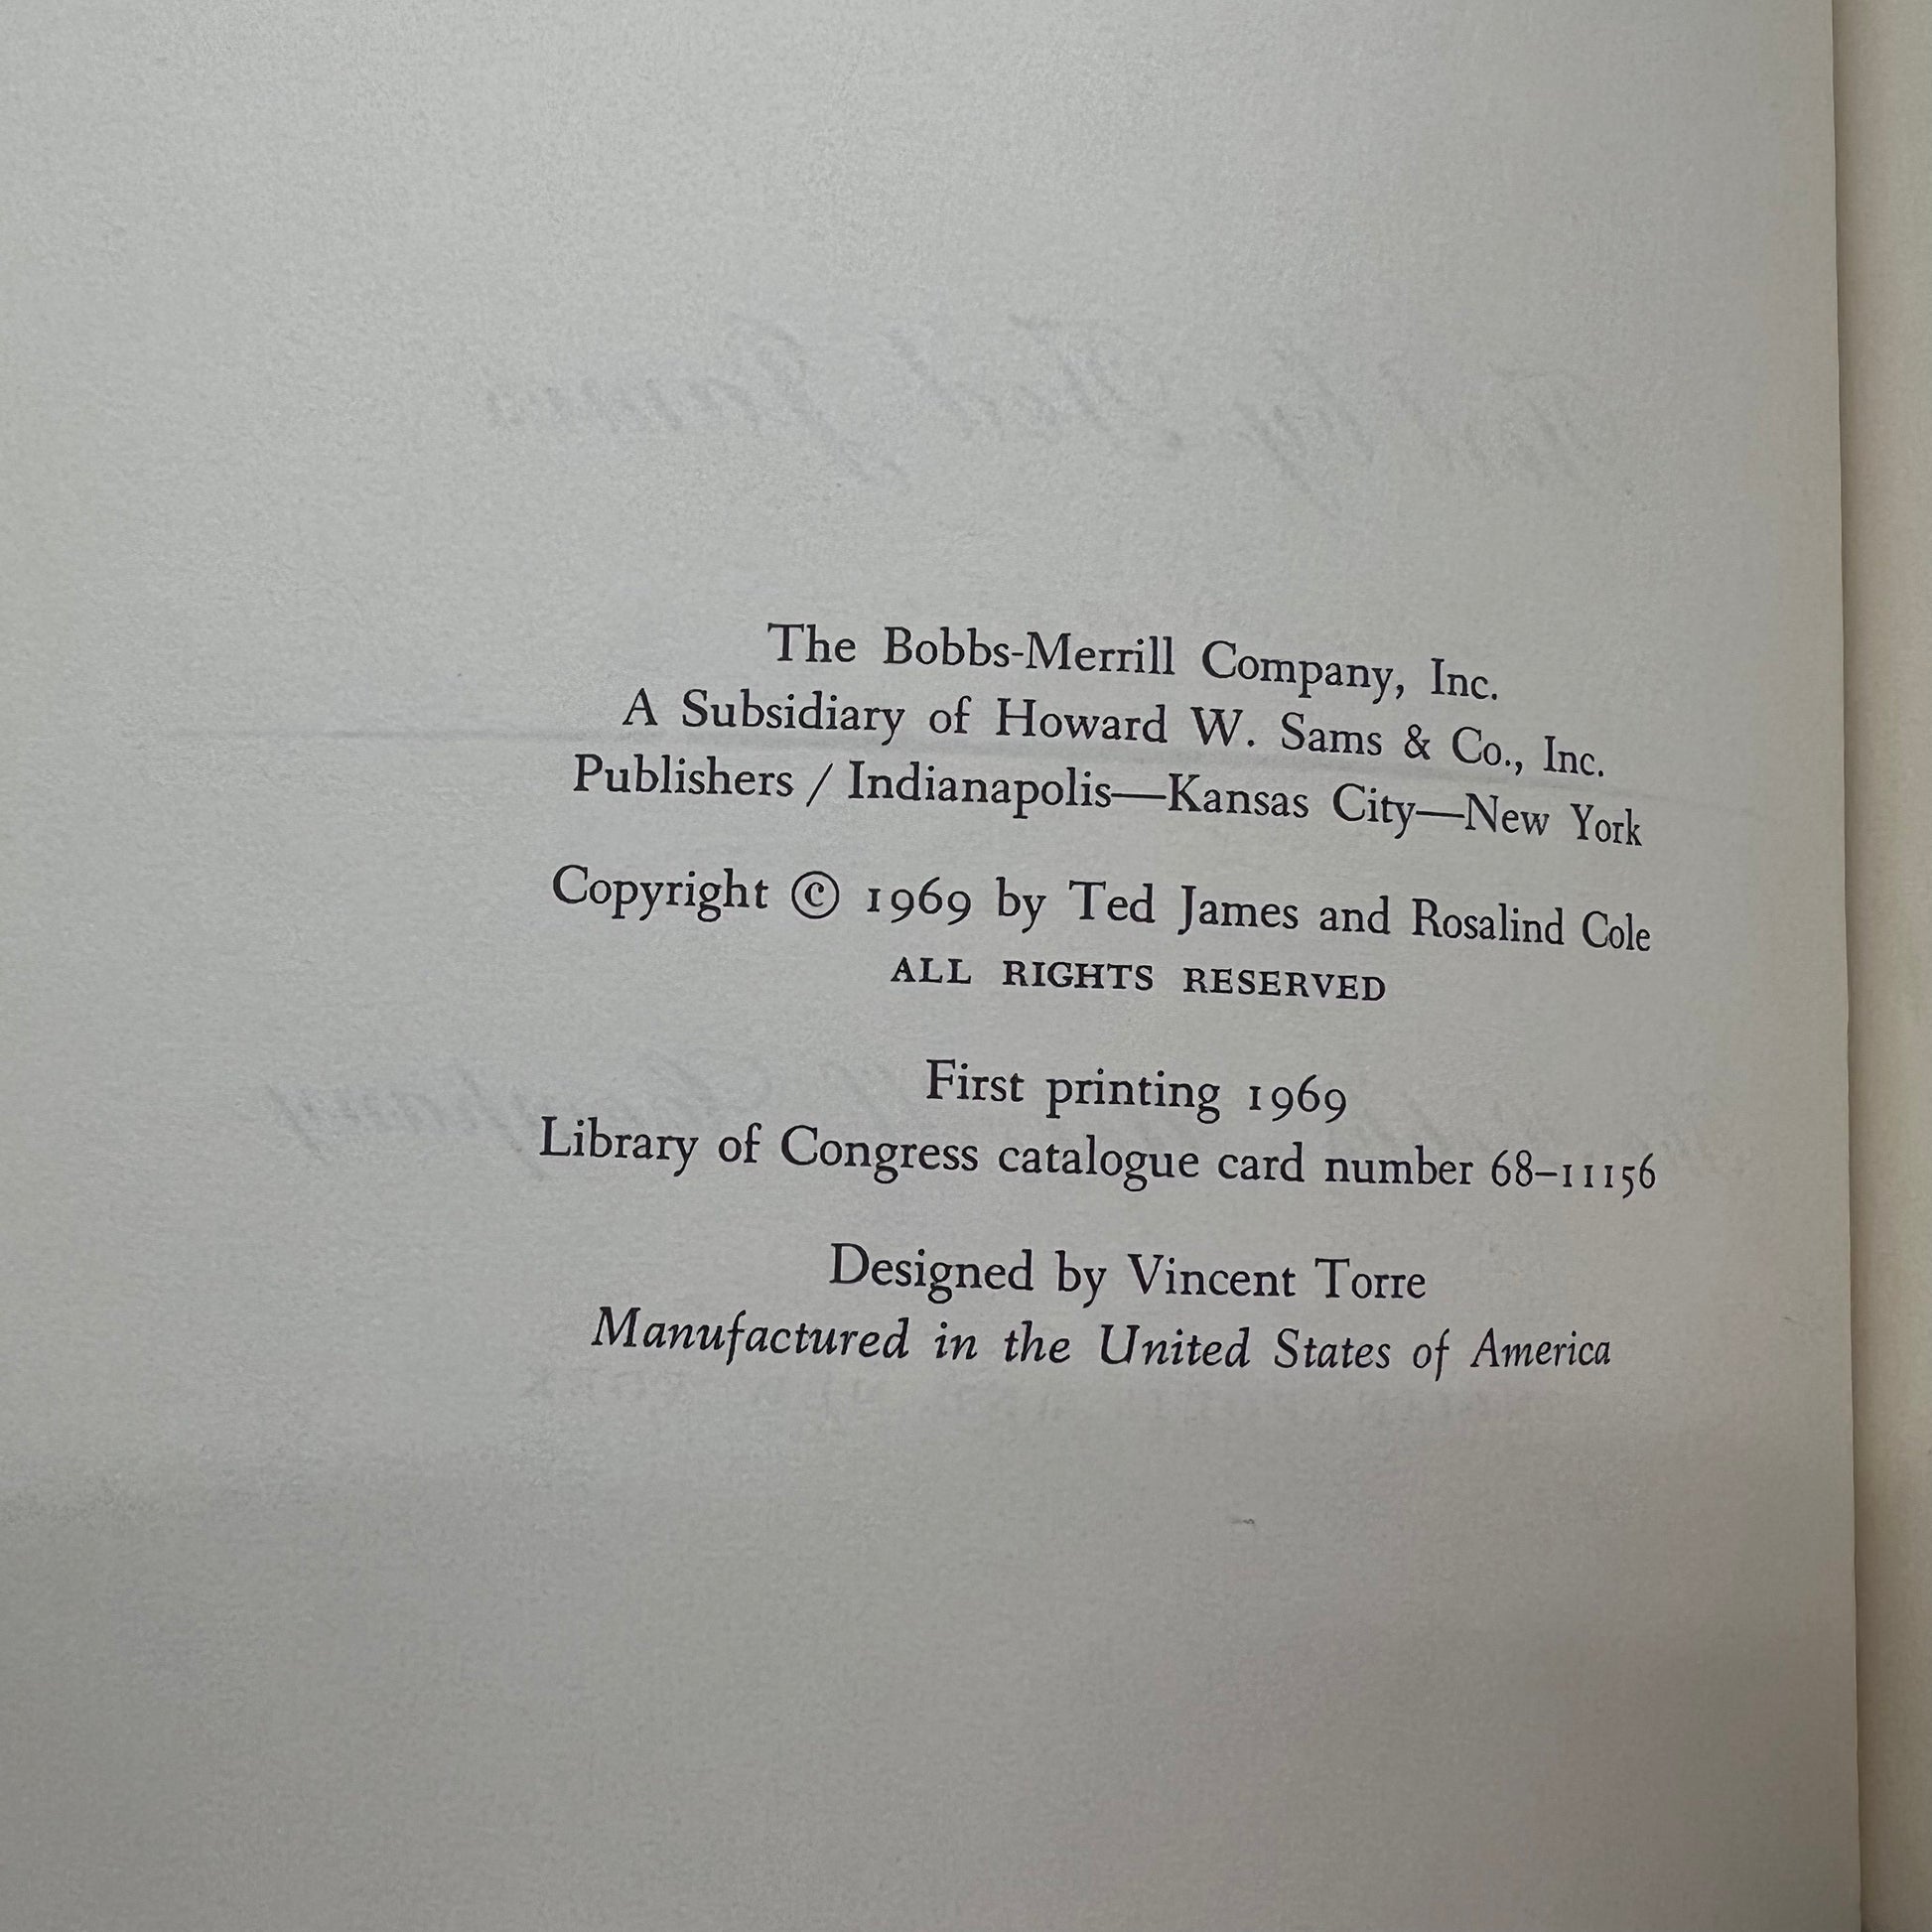 The Bobbs-Merrill Company, Inc.
A Subsidiary of Howard W. Sams & Co., Inc.
Publishers / Indianapolis—Kansas City—New York
Copyright © 1969 by Ted James and Rosalind Cole
ALL RIGHTS RESERVED
First printing 1969
Library of Congress catalogue card number 68–11156
Designed by Vincent Torre
Manufactured in the United States of America